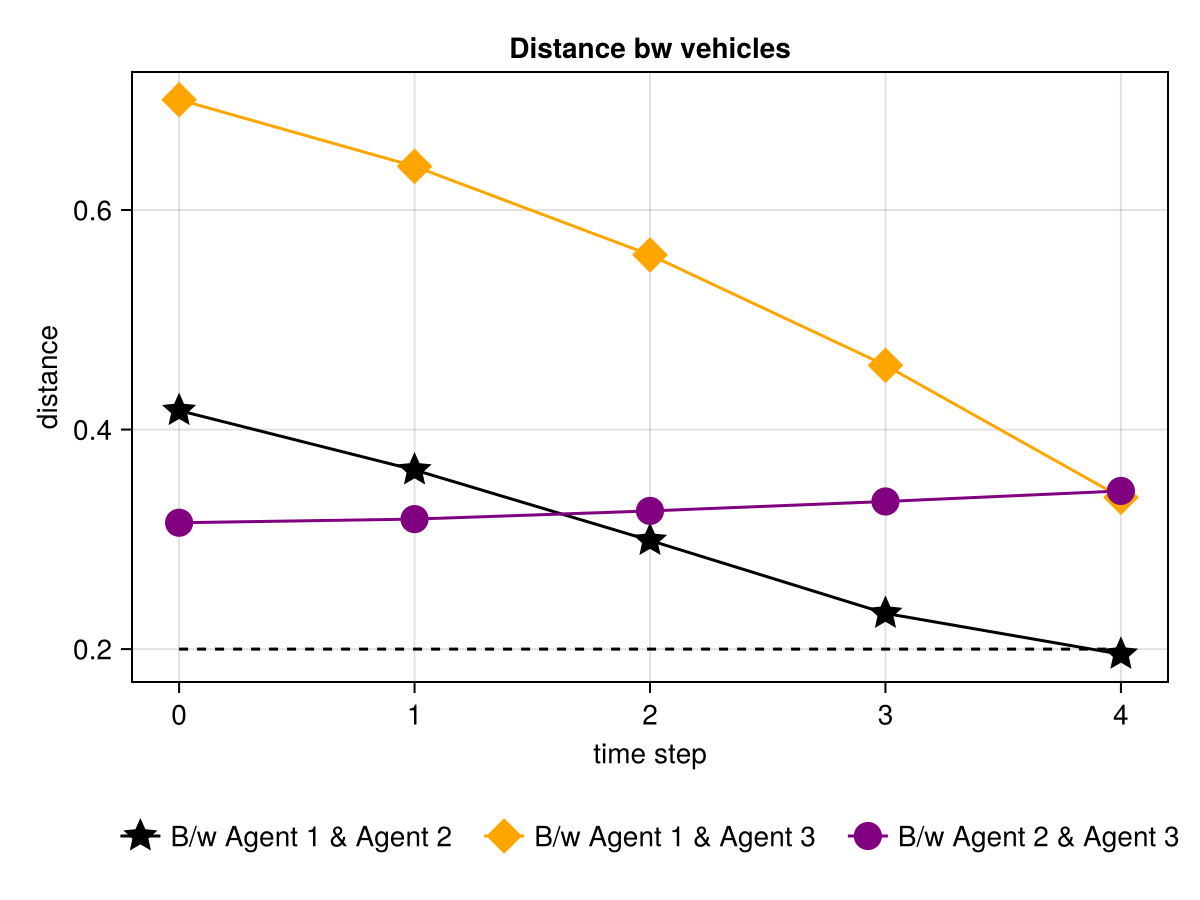 Distance bw vehicles
distance
0.6
0.4
0.2
0 1 2 3 4
time step
B/w Agent 1 & Agent 2 B/w Agent 1 & Agent 3 B/w Agent 2 & Agent 3